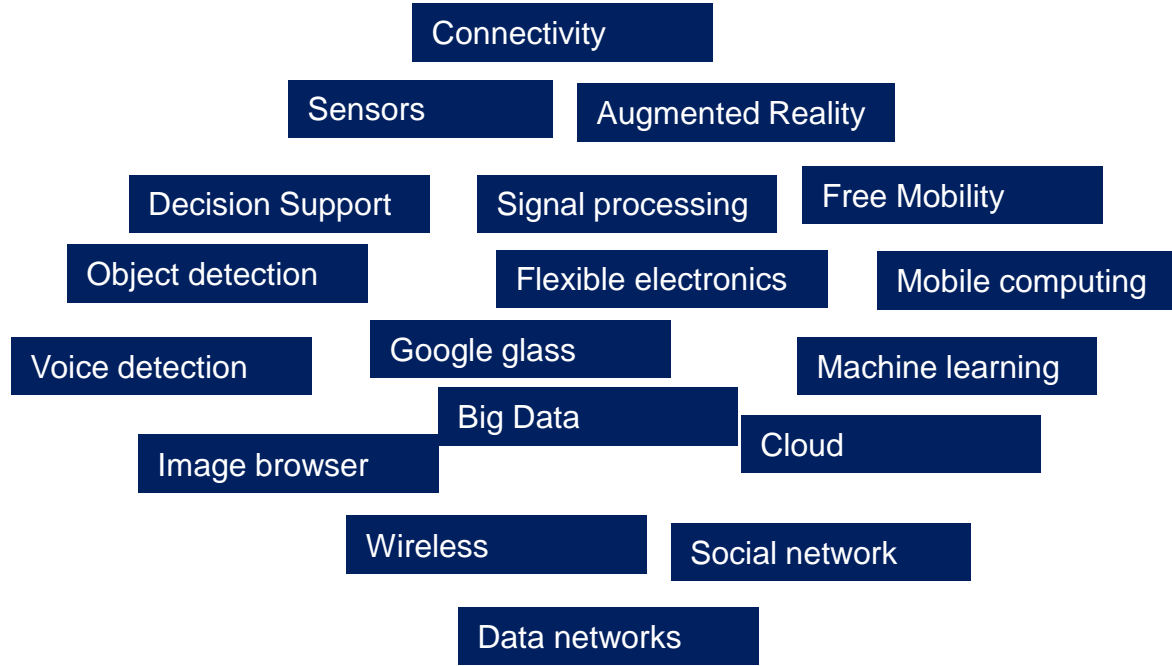 Connectivity
Sensors
Augmented Reality
Decision Support
Signal processing
Free Mobility
Object detection
Flexible electronics
Mobile computing
Voice detection
Google glass
Machine learning
Big Data
Cloud
Image browser
Wireless
Social network
Data networks